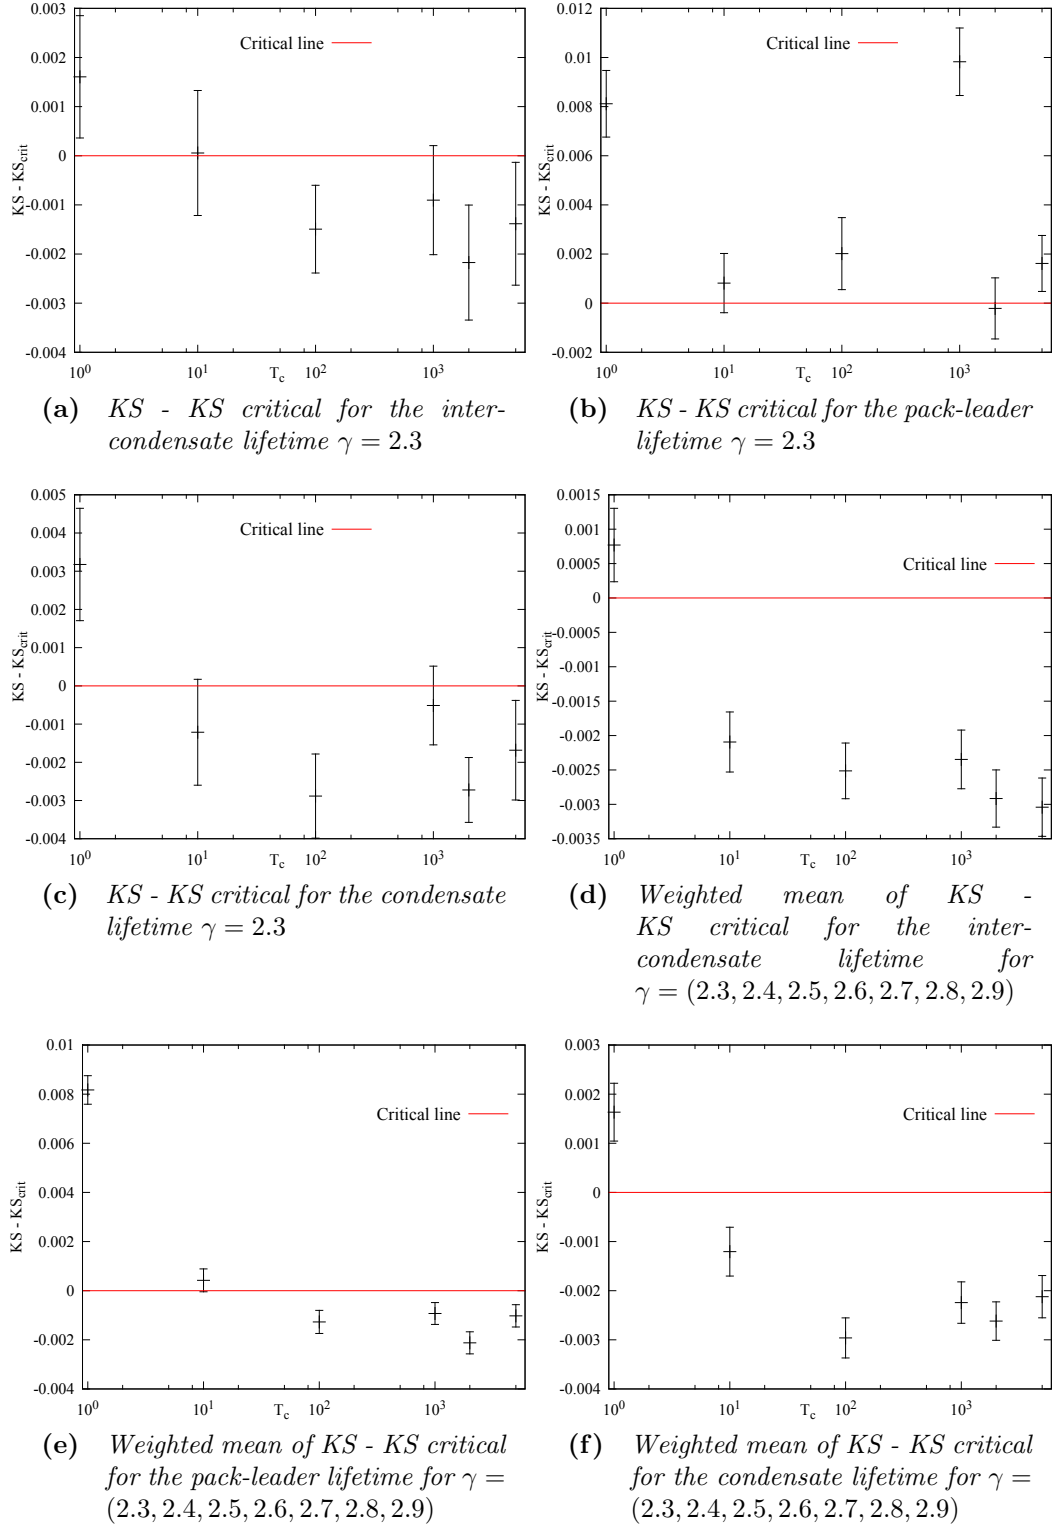 0.003
0.002
0.001
0
-0.001
-0.002
-0.003
-0.004
KS - KScrit
Critical line
10^0
10^1
T_c
10^2
10^3
(a) KS - KS critical for the inter-
condensate lifetime γ = 2.3
0.012
0.01
0.008
0.006
0.004
0.002
0
-0.002
KS - KScrit
Critical line
10^0
10^1
T_c
10^2
10^3
(b) KS - KS critical for the pack-leader
lifetime γ = 2.3
0.005
0.004
0.003
0.002
0.001
0
-0.001
-0.002
-0.003
-0.004
KS - KScrit
Critical line
10^0
10^1
T_c
10^2
10^3
(c) KS - KS critical for the condensate
lifetime γ = 2.3
0.0015
0.001
0.0005
0
-0.0005
-0.001
-0.0015
-0.002
-0.0025
-0.003
-0.0035
KS - KScrit
Critical line
10^0
10^1
T_c
10^2
10^3
(d) Weighted mean of KS -
KS critical for the inter-
condensate lifetime for
γ = (2.3, 2.4, 2.5, 2.6, 2.7, 2.8, 2.9)
0.01
0.008
0.006
0.004
0.002
0
-0.002
-0.004
KS - KScrit
Critical line
10^0
10^1
T_c
10^2
10^3
(e) Weighted mean of KS - KS critical
for the pack-leader lifetime for γ =
(2.3, 2.4, 2.5, 2.6, 2.7, 2.8, 2.9)
0.003
0.002
0.001
0
-0.001
-0.002
-0.003
-0.004
KS - KScrit
Critical line
10^0
10^1
T_c
10^2
10^3
(f) Weighted mean of KS - KS critical
for the condensate lifetime for γ =
(2.3, 2.4, 2.5, 2.6, 2.7, 2.8, 2.9)